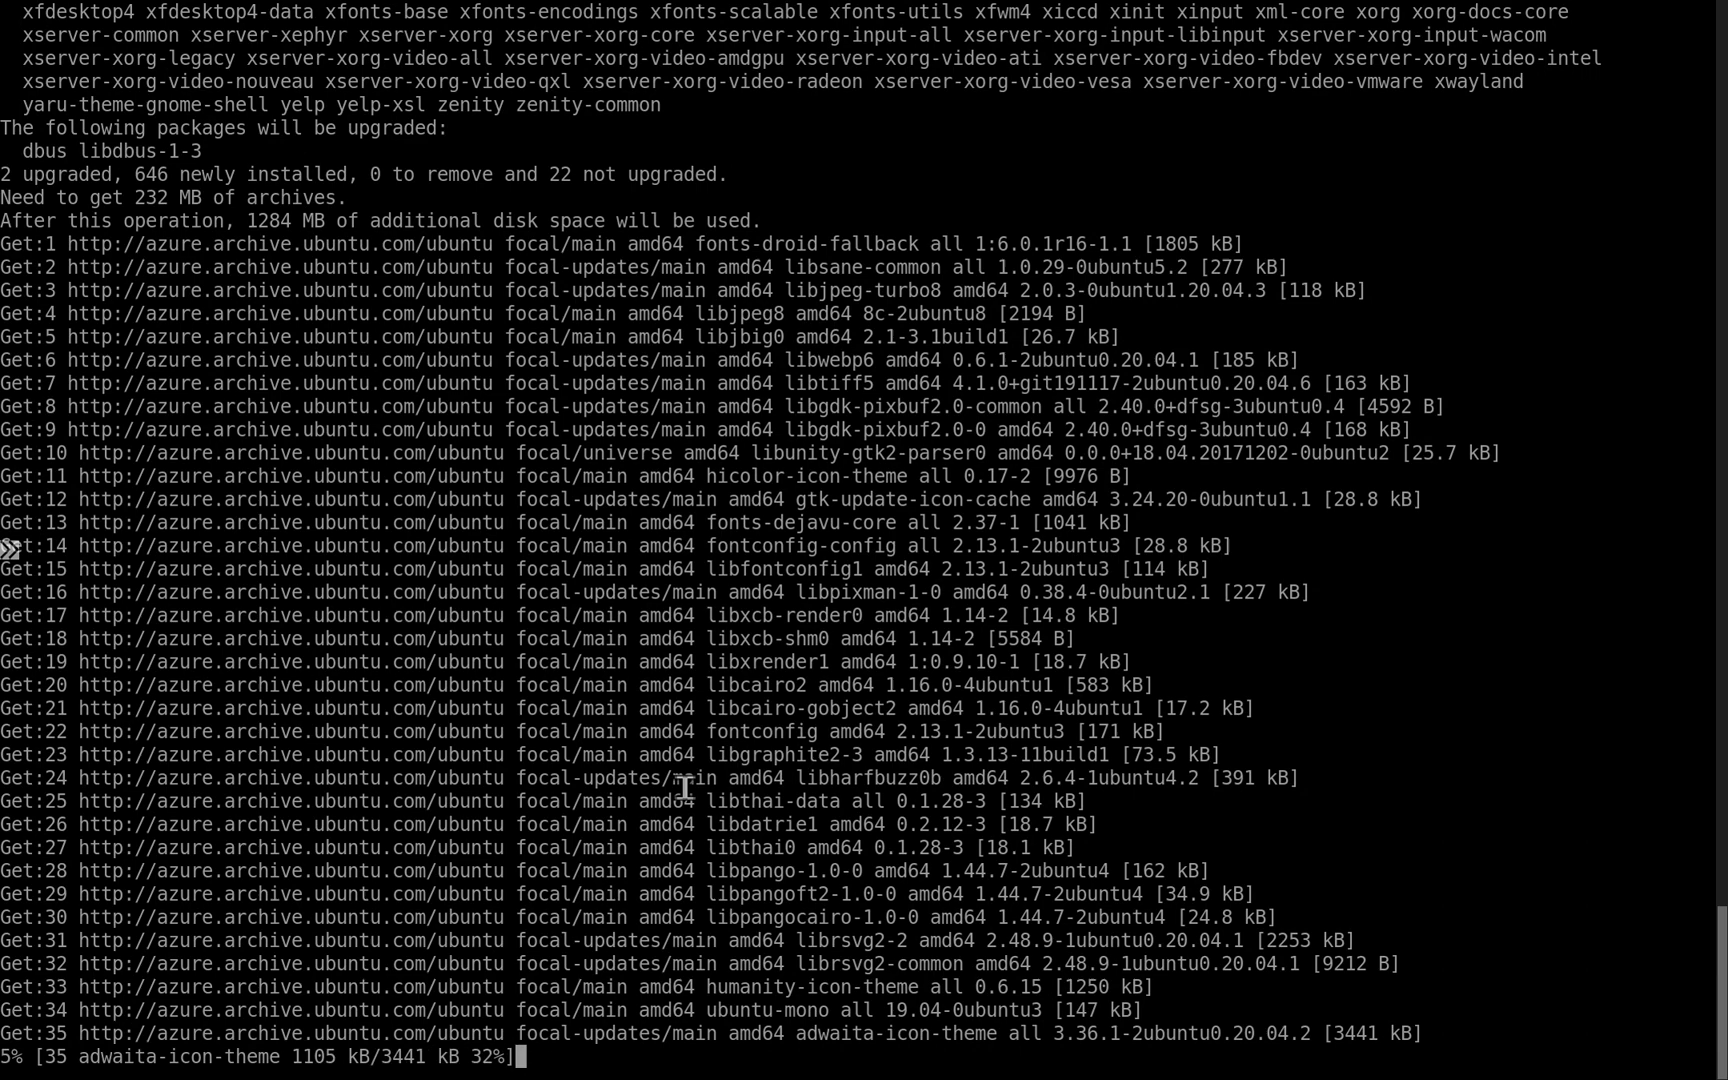 xfdesktop4 xfdesktop4-data xfonts-base xfonts-encodings xfonts-scalable xfonts-utils xfwm4 xiccd xinit xinput xml-core xorg xorg-docs-core
  xserver-common xserver-xephyr xserver-xorg xserver-xorg-core xserver-xorg-input-all xserver-xorg-input-libinput xserver-xorg-input-wacom
  xserver-xorg-legacy xserver-xorg-video-all xserver-xorg-video-amdgpu xserver-xorg-video-ati xserver-xorg-video-fbdev xserver-xorg-video-intel
  xserver-xorg-video-nouveau xserver-xorg-video-qxl xserver-xorg-video-radeon xserver-xorg-video-vesa xserver-xorg-video-vmware xwayland
  yaru-theme-gnome-shell yelp yelp-xsl zenity zenity-common
The following packages will be upgraded:
  dbus libdbus-1-3
2 upgraded, 646 newly installed, 0 to remove and 22 not upgraded.
Need to get 232 MB of archives.
After this operation, 1284 MB of additional disk space will be used.
Get:1 http://azure.archive.ubuntu.com/ubuntu focal/main amd64 fonts-droid-fallback all 1:6.0.1r16-1.1 [1805 kB]
Get:2 http://azure.archive.ubuntu.com/ubuntu focal-updates/main amd64 libsane-common all 1.0.29-0ubuntu5.2 [277 kB]
Get:3 http://azure.archive.ubuntu.com/ubuntu focal-updates/main amd64 libjpeg-turbo8 amd64 2.0.3-0ubuntu1.20.04.3 [118 kB]
Get:4 http://azure.archive.ubuntu.com/ubuntu focal/main amd64 libjpeg8 amd64 8c-2ubuntu8 [2194 B]
Get:5 http://azure.archive.ubuntu.com/ubuntu focal/main amd64 libjbig0 amd64 2.1-3.1build1 [26.7 kB]
Get:6 http://azure.archive.ubuntu.com/ubuntu focal-updates/main amd64 libwebp6 amd64 0.6.1-2ubuntu0.20.04.1 [185 kB]
Get:7 http://azure.archive.ubuntu.com/ubuntu focal-updates/main amd64 libtiff5 amd64 4.1.0+git191117-2ubuntu0.20.04.6 [163 kB]
Get:8 http://azure.archive.ubuntu.com/ubuntu focal-updates/main amd64 libgdk-pixbuf2.0-common all 2.40.0+dfsg-3ubuntu0.4 [4592 B]
Get:9 http://azure.archive.ubuntu.com/ubuntu focal-updates/main amd64 libgdk-pixbuf2.0-0 amd64 2.40.0+dfsg-3ubuntu0.4 [168 kB]
Get:10 http://azure.archive.ubuntu.com/ubuntu focal/universe amd64 libunity-gtk2-parser0 amd64 0.0.0+18.04.20171202-0ubuntu2 [25.7 kB]
Get:11 http://azure.archive.ubuntu.com/ubuntu focal/main amd64 hicolor-icon-theme all 0.17-2 [9976 B]
Get:12 http://azure.archive.ubuntu.com/ubuntu focal-updates/main amd64 gtk-update-icon-cache amd64 3.24.20-0ubuntu1.1 [28.8 kB]
Get:13 http://azure.archive.ubuntu.com/ubuntu focal/main amd64 fonts-dejavu-core all 2.37-1 [1041 kB]
Get:14 http://azure.archive.ubuntu.com/ubuntu focal/main amd64 fontconfig-config all 2.13.1-2ubuntu3 [28.8 kB]
Get:15 http://azure.archive.ubuntu.com/ubuntu focal/main amd64 libfontconfig1 amd64 2.13.1-2ubuntu3 [114 kB]
Get:16 http://azure.archive.ubuntu.com/ubuntu focal-updates/main amd64 libpixman-1-0 amd64 0.38.4-0ubuntu2.1 [227 kB]
Get:17 http://azure.archive.ubuntu.com/ubuntu focal/main amd64 libxcb-render0 amd64 1.14-2 [14.8 kB]
Get:18 http://azure.archive.ubuntu.com/ubuntu focal/main amd64 libxcb-shm0 amd64 1.14-2 [5584 B]
Get:19 http://azure.archive.ubuntu.com/ubuntu focal/main amd64 libxrender1 amd64 1:0.9.10-1 [18.7 kB]
Get:20 http://azure.archive.ubuntu.com/ubuntu focal/main amd64 libcairo2 amd64 1.16.0-4ubuntu1 [583 kB]
Get:21 http://azure.archive.ubuntu.com/ubuntu focal/main amd64 libcairo-gobject2 amd64 1.16.0-4ubuntu1 [17.2 kB]
Get:22 http://azure.archive.ubuntu.com/ubuntu focal/main amd64 fontconfig amd64 2.13.1-2ubuntu3 [171 kB]
Get:23 http://azure.archive.ubuntu.com/ubuntu focal/main amd64 libgraphite2-3 amd64 1.3.13-11build1 [73.5 kB]
Get:24 http://azure.archive.ubuntu.com/ubuntu focal-updates/main amd64 libharfbuzz0b amd64 2.6.4-1ubuntu4.2 [391 kB]
Get:25 http://azure.archive.ubuntu.com/ubuntu focal/main amd64 libthai-data all 0.1.28-3 [134 kB]
Get:26 http://azure.archive.ubuntu.com/ubuntu focal/main amd64 libdatrie1 amd64 0.2.12-3 [18.7 kB]
Get:27 http://azure.archive.ubuntu.com/ubuntu focal/main amd64 libthai0 amd64 0.1.28-3 [18.1 kB]
Get:28 http://azure.archive.ubuntu.com/ubuntu focal/main amd64 libpango-1.0-0 amd64 1.44.7-2ubuntu4 [162 kB]
Get:29 http://azure.archive.ubuntu.com/ubuntu focal/main amd64 libpangoft2-1.0-0 amd64 1.44.7-2ubuntu4 [34.9 kB]
Get:30 http://azure.archive.ubuntu.com/ubuntu focal/main amd64 libpangocairo-1.0-0 amd64 1.44.7-2ubuntu4 [24.8 kB]
Get:31 http://azure.archive.ubuntu.com/ubuntu focal-updates/main amd64 librsvg2-2 amd64 2.48.9-1ubuntu0.20.04.1 [2253 kB]
Get:32 http://azure.archive.ubuntu.com/ubuntu focal-updates/main amd64 librsvg2-common amd64 2.48.9-1ubuntu0.20.04.1 [9212 B]
Get:33 http://azure.archive.ubuntu.com/ubuntu focal/main amd64 humanity-icon-theme all 0.6.15 [1250 kB]
Get:34 http://azure.archive.ubuntu.com/ubuntu focal/main amd64 ubuntu-mono all 19.04-0ubuntu3 [147 kB]
Get:35 http://azure.archive.ubuntu.com/ubuntu focal-updates/main amd64 adwaita-icon-theme all 3.36.1-2ubuntu0.20.04.2 [3441 kB]
5% [35 adwaita-icon-theme 1105 kB/3441 kB 32%]